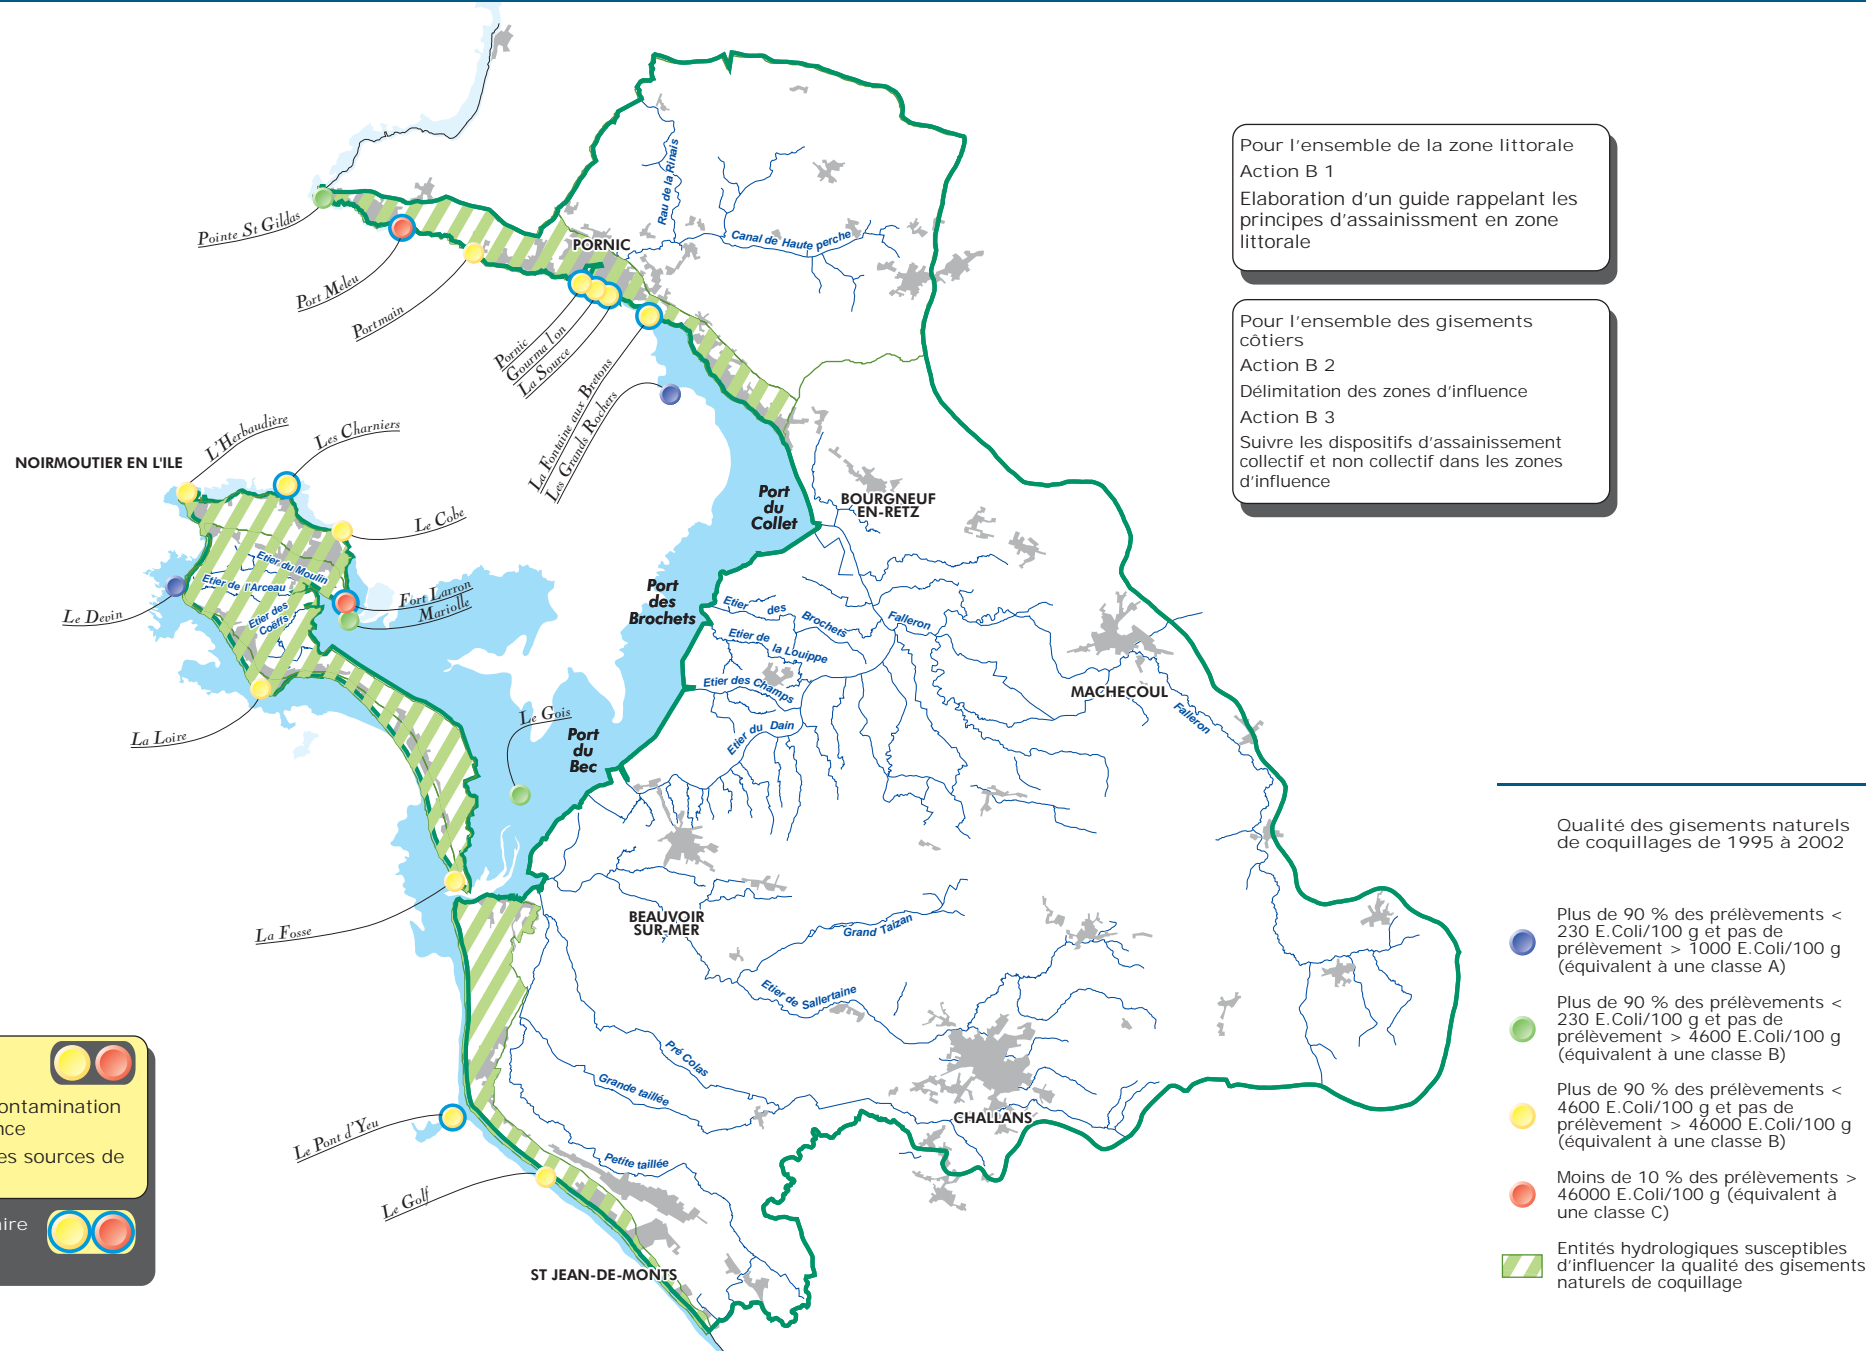 Pour l'ensemble de la zone littorale
Action B 1
Elaboration d'un guide rappelant les
principes d'assainissment en zone
littorale
Pour l'ensemble des gisements
côtiers
Action B 2
Délimitation des zones d'influence
Action B 3
Suivre les dispositifs d'assainissement
collectif et non collectif dans les zones
d'influence
Pointe St Gildas
Port Meleu
Portmain
PORNIC
Rau de la Rinais
Canal de Haute perche
Pornic
Gourmalon
La Source
La Fontaine aux Bretons
Les Grands Rochers
L'Herbaudière
Les Charniers
NOIRMOUTIER EN L'ILE
Le Cobe
Etier du Moulin
Etier de l'Arceau
Etier des
Coëffs
Fort Larron
Mariolle
Le Devin
La Loire
Port
du
Collet
BOURGNEUF
EN-RETZ
Port
des
Brochets
Etier des Brochets
Falleron
Etier de la Louippe
Etier des Champs
Etier du Dain
MACHECOUL
Falleron
Le Gois
Port
du
Bec
La Fosse
BEAUVOIR
SUR-MER
Grand Taizan
Etier de Sallertaine
Pré Colas
Grande taillée
CHALLANS
Le Pont d'Yeu
Petite taillée
Le Golf
ST JEAN-DE-MONTS
ontamination
nce
es sources de
aire
Qualité des gisements naturels
de coquillages de 1995 à 2002
Plus de 90 % des prélèvements <
230 E.Coli/100 g et pas de
prélèvement > 1000 E.Coli/100 g
(équivalent à une classe A)
Plus de 90 % des prélèvements <
230 E.Coli/100 g et pas de
prélèvement > 4600 E.Coli/100 g
(équivalent à une classe B)
Plus de 90 % des prélèvements <
4600 E.Coli/100 g et pas de
prélèvement > 46000 E.Coli/100 g
(équivalent à une classe B)
Moins de 10 % des prélèvements >
46000 E.Coli/100 g (équivalent à
une classe C)
Entités hydrologiques susceptibles
d'influencer la qualité des gisements
naturels de coquillage